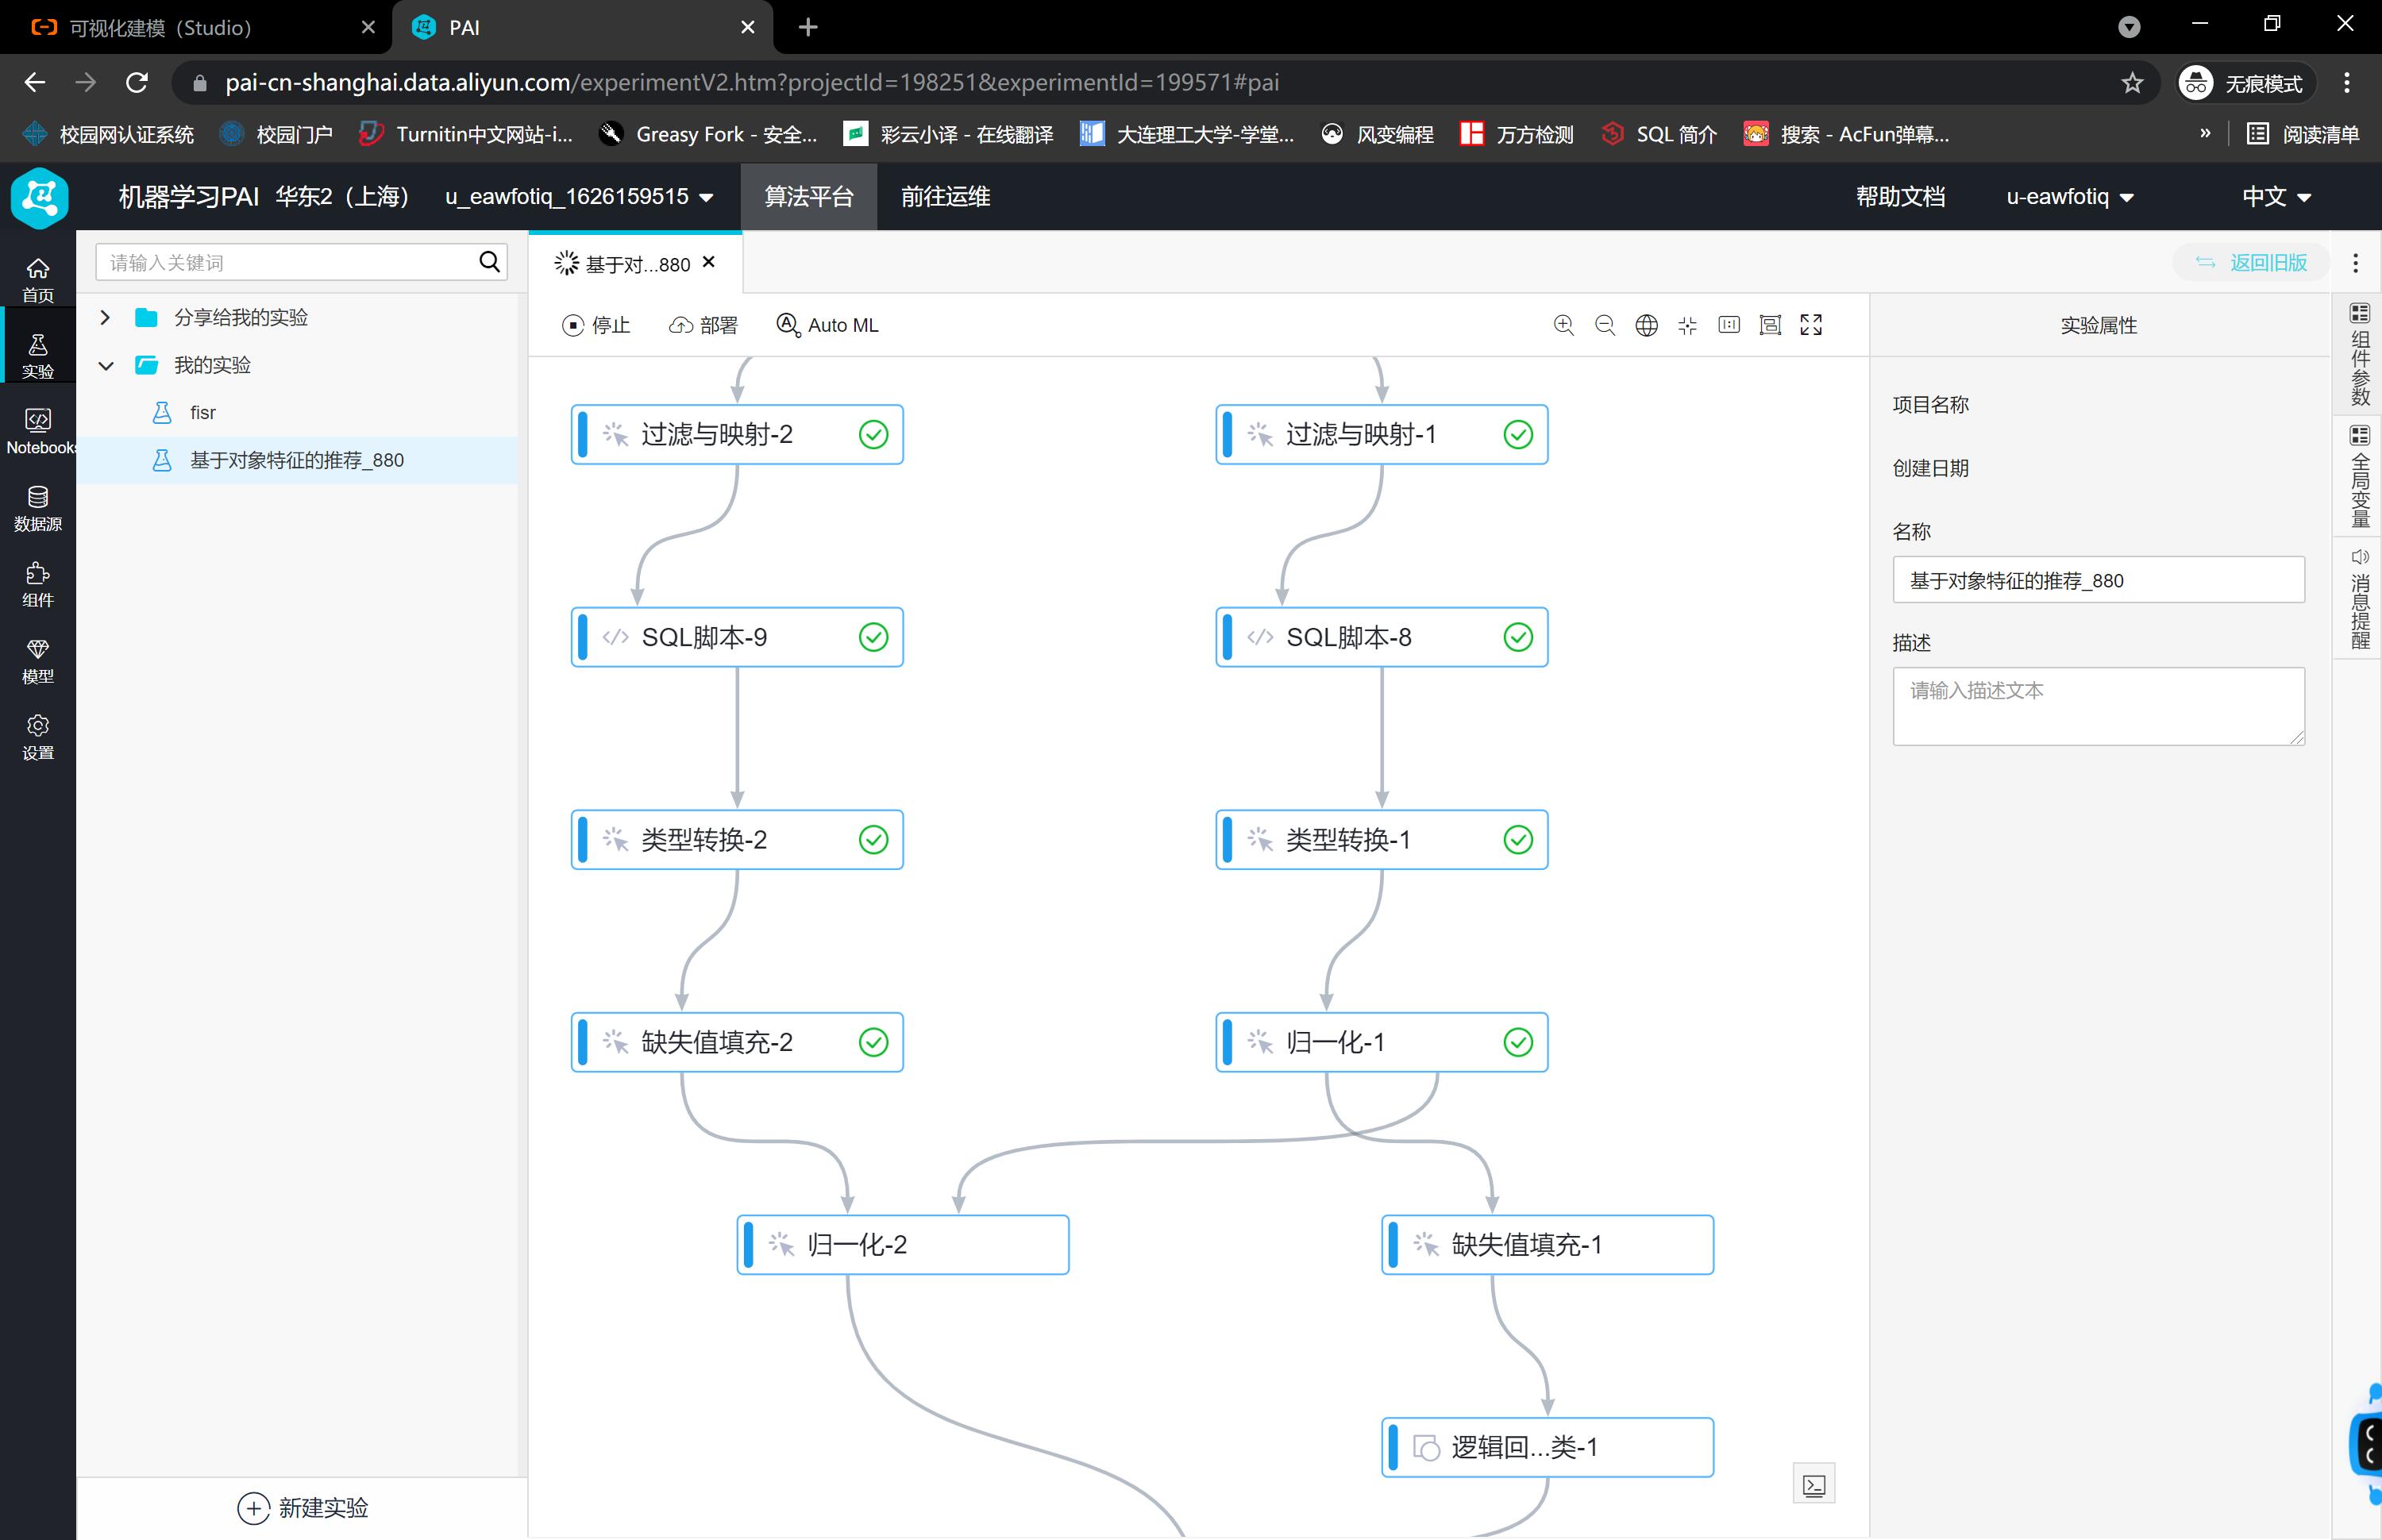 可视化建模（Studio）
PAI
pai-cn-shanghai.data.aliyun.com/experimentV2.htm?projectId=198251&experimentId=199571#pai
无痕模式
校园网认证系统
校园门户
Turnitin中文网站-i...
Greasy Fork - 安全...
彩云小译 - 在线翻译
大连理工大学-学堂...
风变编程
万方检测
SQL 简介
搜索 - AcFun弹幕...
»
阅读清单
机器学习PAI
华东2（上海）
u_eawfotiq_1626159515
算法平台
前往运维
帮助文档
u-eawfotiq
中文
首页
实验
Notebooks
数据源
组件
模型
设置
请输入关键词
分享给我的实验
我的实验
fisr
基于对象特征的推荐_880
新建实验
基于对...880
返回旧版
停止
部署
Auto ML
过滤与映射-2
过滤与映射-1
SQL脚本-9
SQL脚本-8
类型转换-2
类型转换-1
缺失值填充-2
归一化-1
归一化-2
缺失值填充-1
逻辑回...类-1
实验属性
项目名称
创建日期
名称
基于对象特征的推荐_880
描述
请输入描述文本
组件参数
全局变量
消息提醒